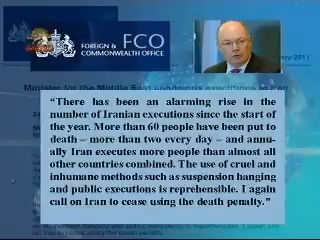 FOREIGN &
COMMONWEALTH OFFICE
FCO
2011
Minister for the Middle East condemns executions in Iran
"There has been an alarming rise in the
number of Iranian executions since the start of
the year. More than 60 people have been put to
death – more than two every day – and annu-
ally Iran executes more people than almost all
other countries combined. The use of cruel and
inhumane methods such as suspension hanging
and public executions is reprehensible. I again
call on Iran to cease using the death penalty."